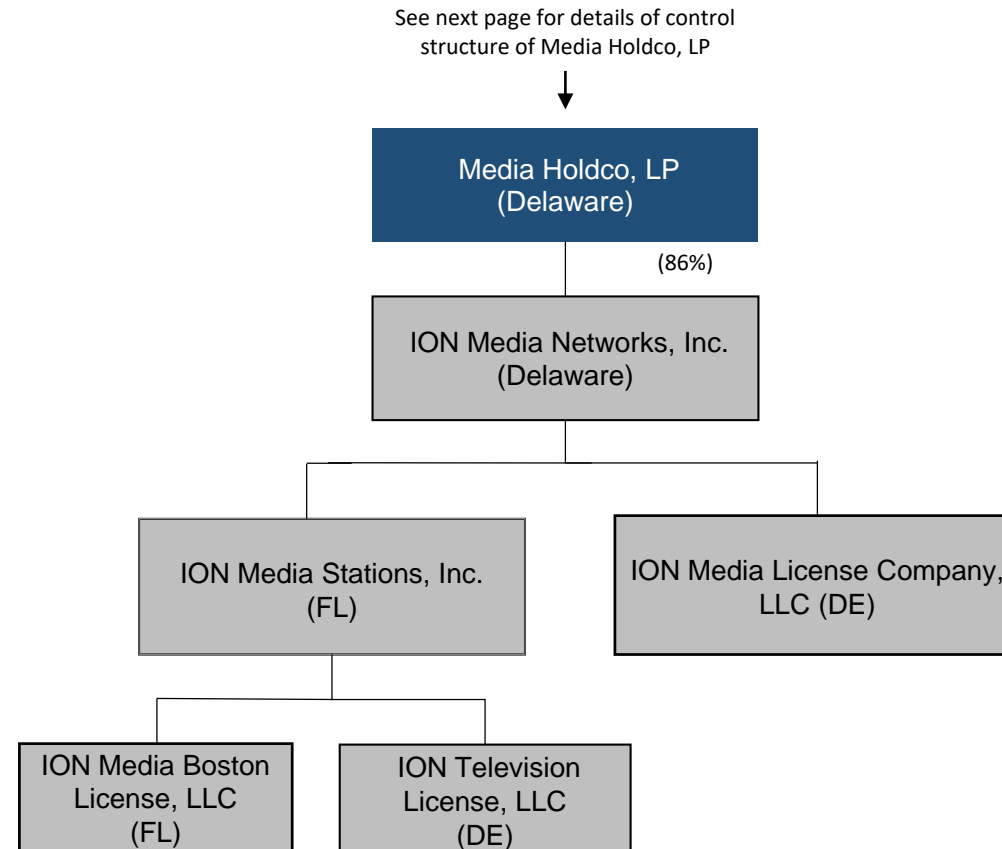 See next page for details of control
structure of Media Holdco, LP
Media Holdco, LP
(Delaware)
(86%)
ION Media Networks, Inc.
(Delaware)
ION Media Stations, Inc.
(FL)
ION Media License Company,
LLC (DE)
ION Media Boston
License, LLC
(FL)
ION Television
License, LLC
(DE)